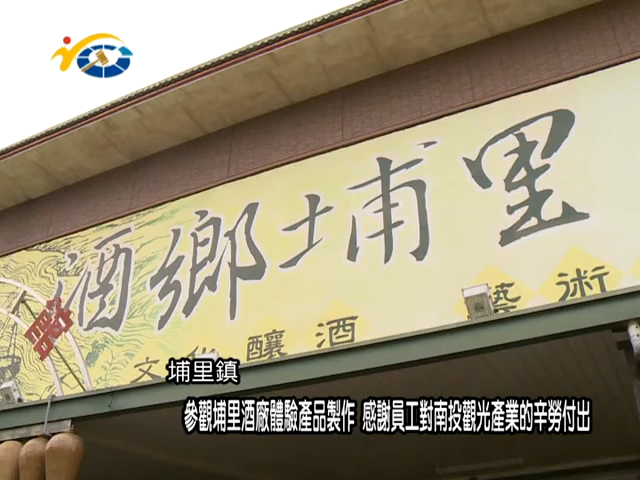 酒鄉埔里
文化 釀酒 藝術
埔里鎮
參觀埔里酒廠體驗產品製作 感謝員工對南投觀光產業的辛勞付出